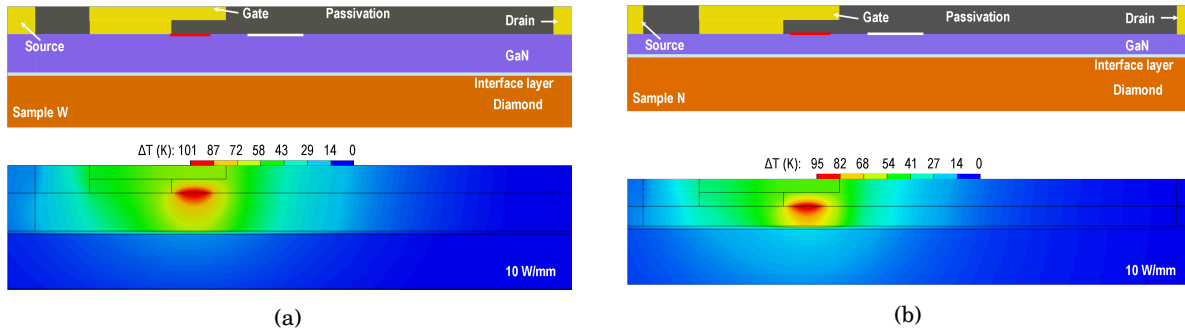 Gate Passivation
Drain
Source
GaN
Interface layer
Diamond
Sample W
ΔT (K): 101 87 72 58 43 29 14 0
10 W/mm
(a)
Gate Passivation
Drain
Source
GaN
Interface layer
Diamond
Sample N
ΔT (K): 95 82 68 54 41 27 14 0
10 W/mm
(b)